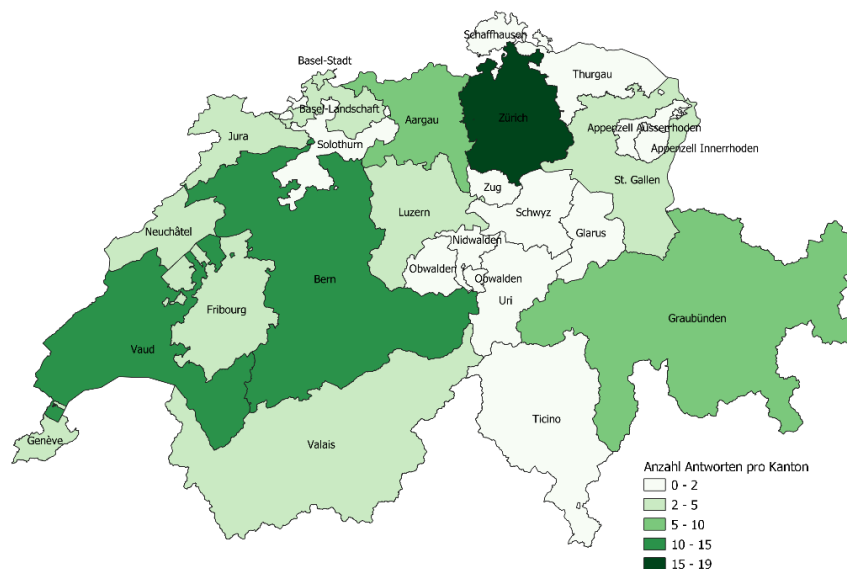 Schaffhausen
Basel-Stadt
Thurgau
Basel-Landschaft
Aargau
Zürich
Appenzell Ausserrhoden
Jura
Solothurn
Appenzell Innerrhoden
Zug
St. Gallen
Luzern
Schwyz
Neuchâtel
Glarus
Nidwalden
Obwalden
Obwalden
Bern
Uri
Fribourg
Graubünden
Vaud
Ticino
Genève
Valais
Anzahl Antworten pro Kanton
0 - 2
2 - 5
5 - 10
10 - 15
15 - 19